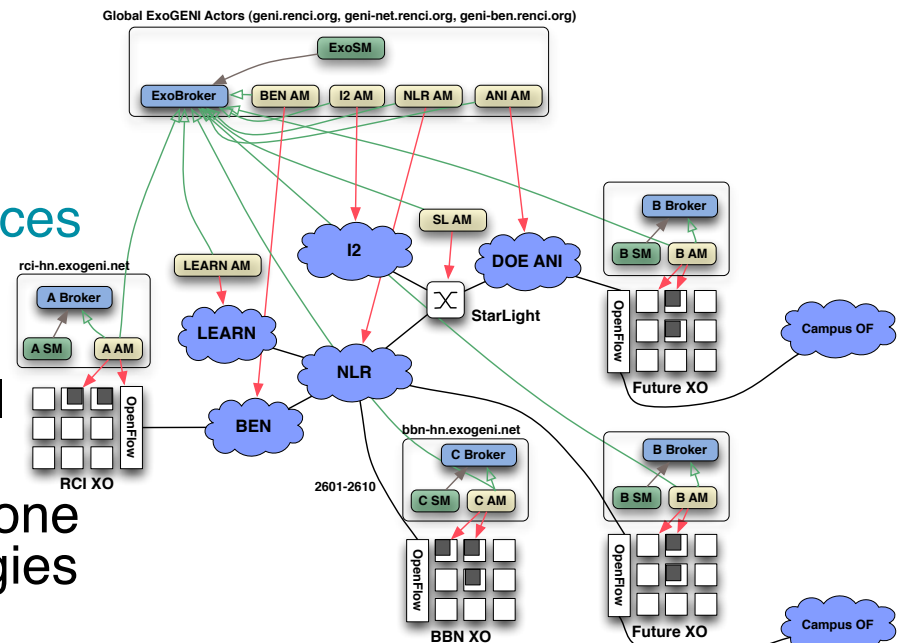 Global ExoGENI Actors (geni.renci.org, geni-net.renci.org, geni-ben.renci.org)
ExoSM
ExoBroker
BEN AM
I2 AM
NLR AM
ANI AM
ces
rci-hn.exogeni.net
A Broker
A SM
A AM
OpenFlow
RCI XO
LEARN AM
LEARN
BEN
I2
SL AM
StarLight
DOE ANI
NLR
B Broker
B SM
B AM
OpenFlow
Future XO
Campus OF
one
gies
2601-2610
bbn-hn.exogeni.net
C Broker
C SM
C AM
OpenFlow
BBN XO
B Broker
B SM
B AM
OpenFlow
Future XO
Campus OF